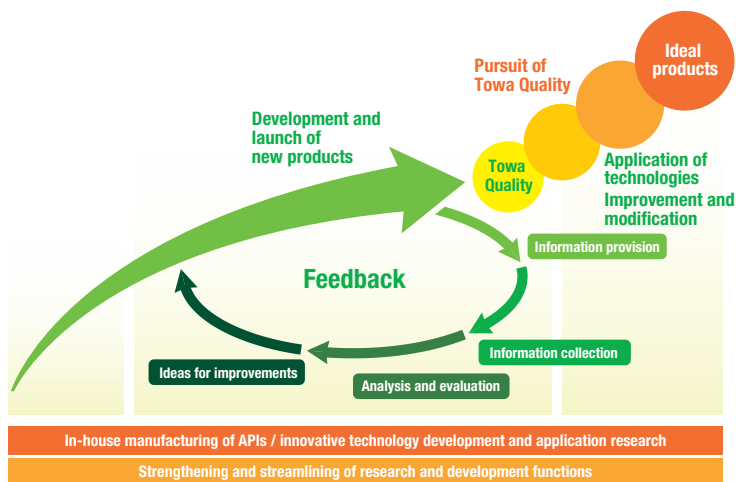 Ideal
products
Pursuit of
Towa Quality
Development and
launch of
new products
Towa
Quality
Application of
technologies
Improvement and
modification
Information provision
Feedback
Information collection
Ideas for improvements
Analysis and evaluation
In-house manufacturing of APIs / innovative technology development and application research
Strengthening and streamlining of research and development functions